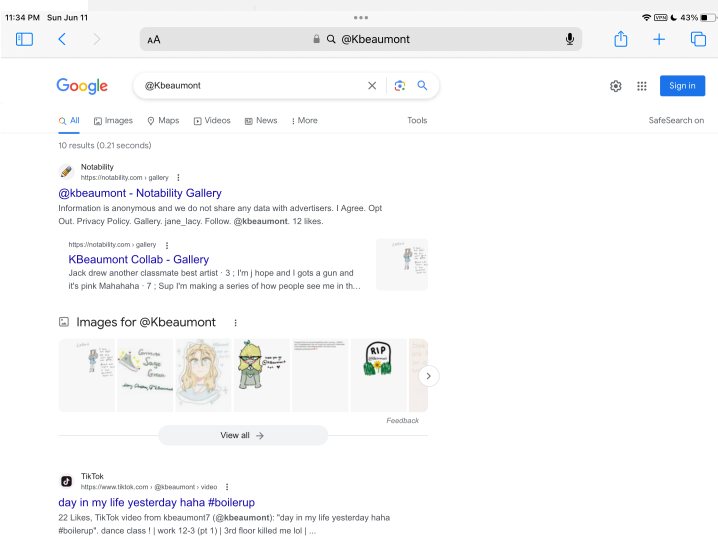 11:34 PM Sun Jun 11
VPN 43%
AA @Kbeaumont
Google @Kbeaumont Sign in
All Images Maps Videos News More Tools SafeSearch on
10 results (0.21 seconds)
Notability
https://notability.com › gallery
@kbeaumont - Notability Gallery
Information is anonymous and we do not share any data with advertisers. I Agree. Opt
Out. Privacy Policy. Gallery. jane_lacy. Follow. @kbeaumont. 12 likes.
https://notability.com › gallery
KBeaumont Collab - Gallery
Jack drew another classmate best artist · 3 ; I'm j hope and I gots a gun and
it's pink Mahahaha · 7 ; Sup I'm making a series of how people see me in th...
Images for @Kbeaumont
RIP
Feedback
View all
TikTok
https://www.tiktok.com › @kbeaumont › video
day in my life yesterday haha #boilerup
22 Likes, TikTok video from kbeaumont7 (@kbeaumont): "day in my life yesterday haha
#boilerup". dance class ! | work 12-3 (pt 1) | 3rd floor killed me lol | ...